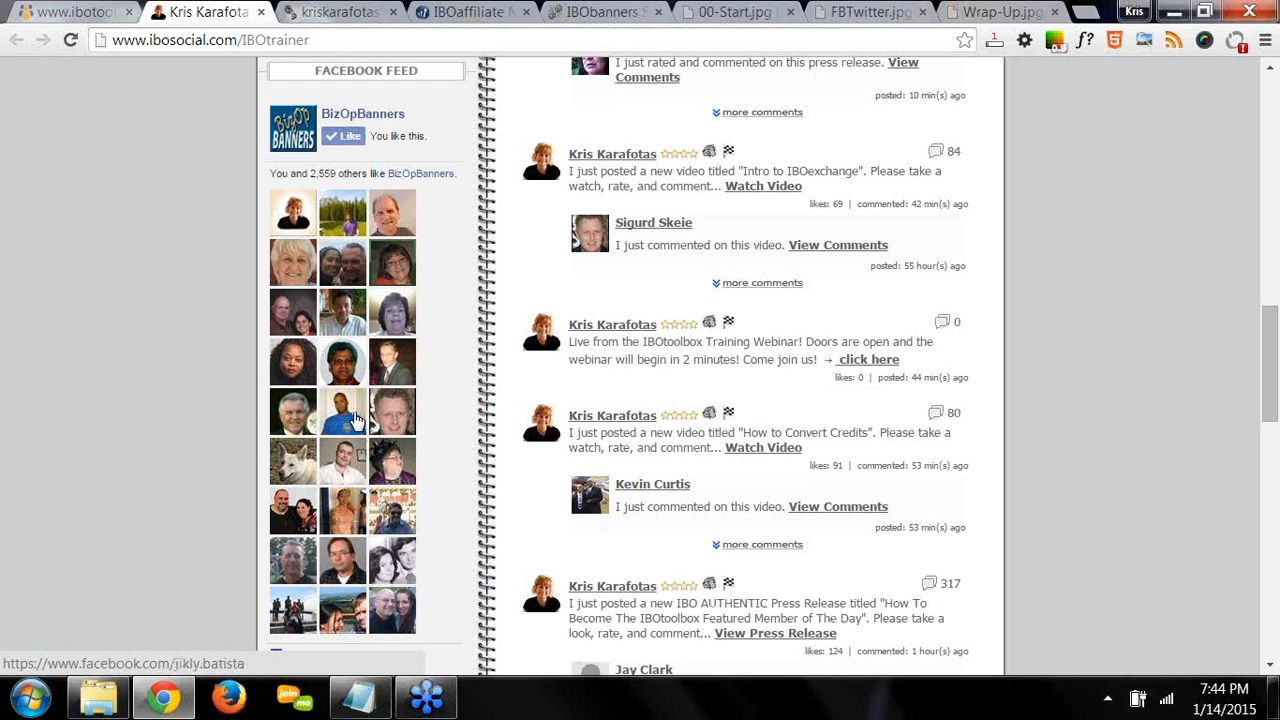 www.ibotoo
Kris Karafota
kriskarafotas
IBOaffiliate N
IBObanners S
00-Start.jpg (
FBTwitter.jpg
Wrap-Up.jpg
Kris
www.ibosocial.com/IBOtrainer
FACEBOOK FEED
BizOpBanners
BizOp
BANNERS
Like
You like this.
You and 2,559 others like BizOpBanners.
I just rated and commented on this press release. View
Comments
posted: 10 min(s) ago
more comments
Kris Karafotas
84
I just posted a new video titled "Intro to IBOexchange". Please take a
watch, rate, and comment... Watch Video
likes: 69 | commented: 42 min(s) ago
Sigurd Skeie
I just commented on this video. View Comments
posted: 55 hour(s) ago
more comments
Kris Karafotas
0
Live from the IBOtoolbox Training Webinar! Doors are open and the
webinar will begin in 2 minutes! Come join us! → click here
likes: 0 | posted: 44 min(s) ago
Kris Karafotas
80
I just posted a new video titled "How to Convert Credits". Please take a
watch, rate, and comment... Watch Video
likes: 91 | commented: 53 min(s) ago
Kevin Curtis
I just commented on this video. View Comments
posted: 53 min(s) ago
more comments
Kris Karafotas
317
I just posted a new IBO AUTHENTIC Press Release titled "How To
Become The IBOtoolbox Featured Member of The Day". Please take a
look, rate, and comment... View Press Release
likes: 124 | commented: 1 hour(s) ago
Jay Clark
https://www.facebook.com/jikly.batista
join
me
7:44 PM
1/14/2015